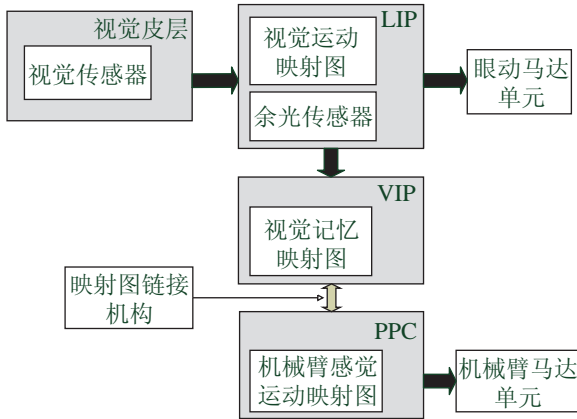 视觉皮层
视觉传感器
LIP
视觉运动
映射图
余光传感器
眼动马达
单元
VIP
视觉记忆
映射图
映射图链接
机构
PPC
机械臂感觉
运动映射图
机械臂马达
单元